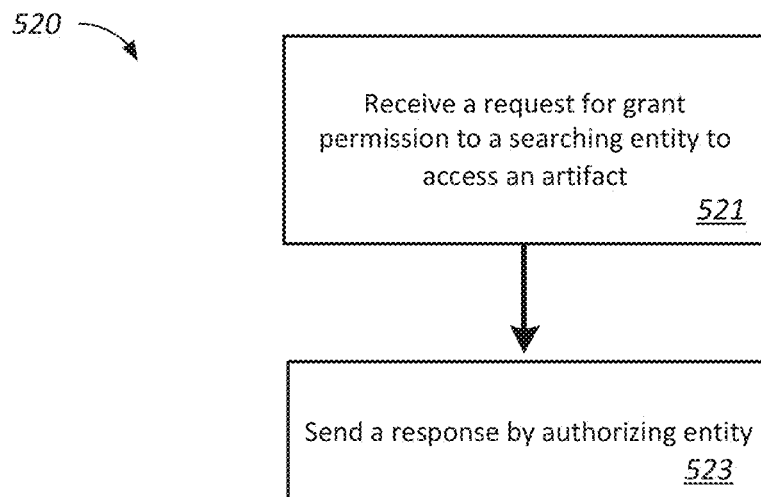 520
Receive a request for grant
permission to a searching entity to
access an artifact
521
Send a response by authorizing entity
523